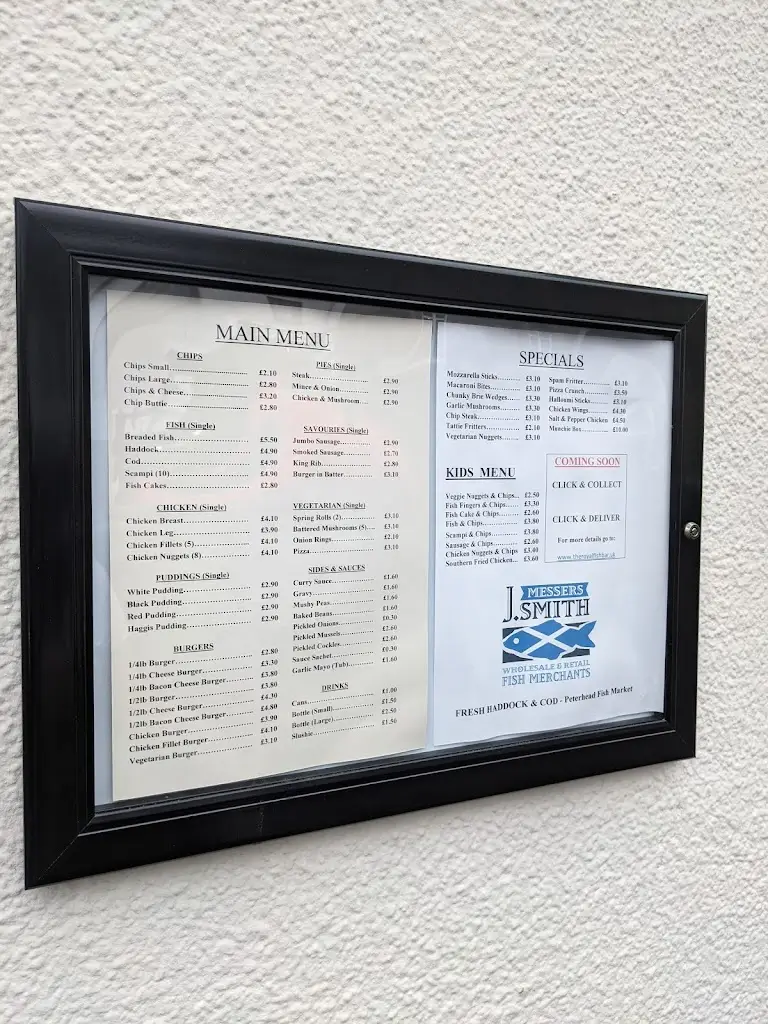 MAIN MENU
CHIPS
Chips Small..................£2.10
Chips Large..................£2.80
Chips & Cheese..................£3.20
Chip Buttie..................£2.80
FISH (Single)
Breaded Fish..................£5.50
Haddock..................£4.90
Cod..................£4.90
Scampi (10)..................£4.90
Fish Cakes..................£2.80
CHICKEN (Single)
Chicken Breast..................£4.10
Chicken Leg..................£3.90
Chicken Fillets (5)..................£4.10
Chicken Nuggets (8)..................£4.10
PUDDINGS (Single)
White Pudding..................£2.90
Black Pudding..................£2.90
Red Pudding..................£2.90
Haggis Pudding..................£2.90
BURGERS
1/4lb Burger..................£2.80
1/4lb Cheese Burger..................£3.30
1/4lb Bacon Cheese Burger..................£3.80
1/2lb Burger..................£3.80
1/2lb Cheese Burger..................£4.30
1/2lb Bacon Cheese Burger..................£4.80
Chicken Burger..................£3.90
Chicken Fillet Burger..................£4.10
Vegetarian Burger..................£3.10
PIES (Single)
Steak..................£2.90
Mince & Onion..................£2.90
Chicken & Mushroom..................£2.90
SAVOURIES (Single)
Jumbo Sausage..................£2.90
Smoked Sausage..................£2.70
King Rib..................£2.80
Burger in Batter..................£3.10
VEGETARIAN (Single)
Spring Rolls (2)..................£3.10
Battered Mushrooms (5)..................£3.10
Onion Rings..................£2.10
Pizza..................£3.10
SIDES & SAUCES
Curry Sauce..................£1.60
Gravy..................£1.60
Mushy Peas..................£1.60
Baked Beans..................£1.60
Pickled Onions..................£0.30
Pickled Mussels..................£2.60
Pickled Cockles..................£2.60
Sauce Sachet..................£0.30
Garlic Mayo (Tub)..................£1.60
DRINKS
Cans..................£1.00
Bottle (Small)..................£1.50
Bottle (Large)..................£2.50
Slushie..................£1.50
SPECIALS
Mozzarella Sticks..........£3.10
Macaroni Bites..........£3.10
Chunky Brie Wedges..........£3.30
Garlic Mushrooms..........£3.30
Chip Steak..........£3.10
Tattie Fritters..........£2.10
Vegetarian Nuggets..........£3.10
Spam Fritter..........£3.10
Pizza Crunch..........£3.50
Halloumi Sticks..........£3.10
Chicken Wings..........£4.30
Salt & Pepper Chicken £4.50
Munchie Box..........£10.00
KIDS MENU
Veggie Nuggets & Chips... £2.50
Fish Fingers & Chips.......£3.30
Fish Cake & Chips..........£2.60
Fish & Chips..........£3.80
Scampi & Chips..........£3.80
Sausage & Chips..........£2.60
Chicken Nuggets & Chips £3.40
Southern Fried Chicken... £3.60
COMING SOON
CLICK & COLLECT
CLICK & DELIVER
For more details go to:
www.theroyalfishbar.uk
MESSERS
J.SMITH
WHOLESALE & RETAIL
FISH MERCHANTS
FRESH HADDOCK & COD - Peterhead Fish Market